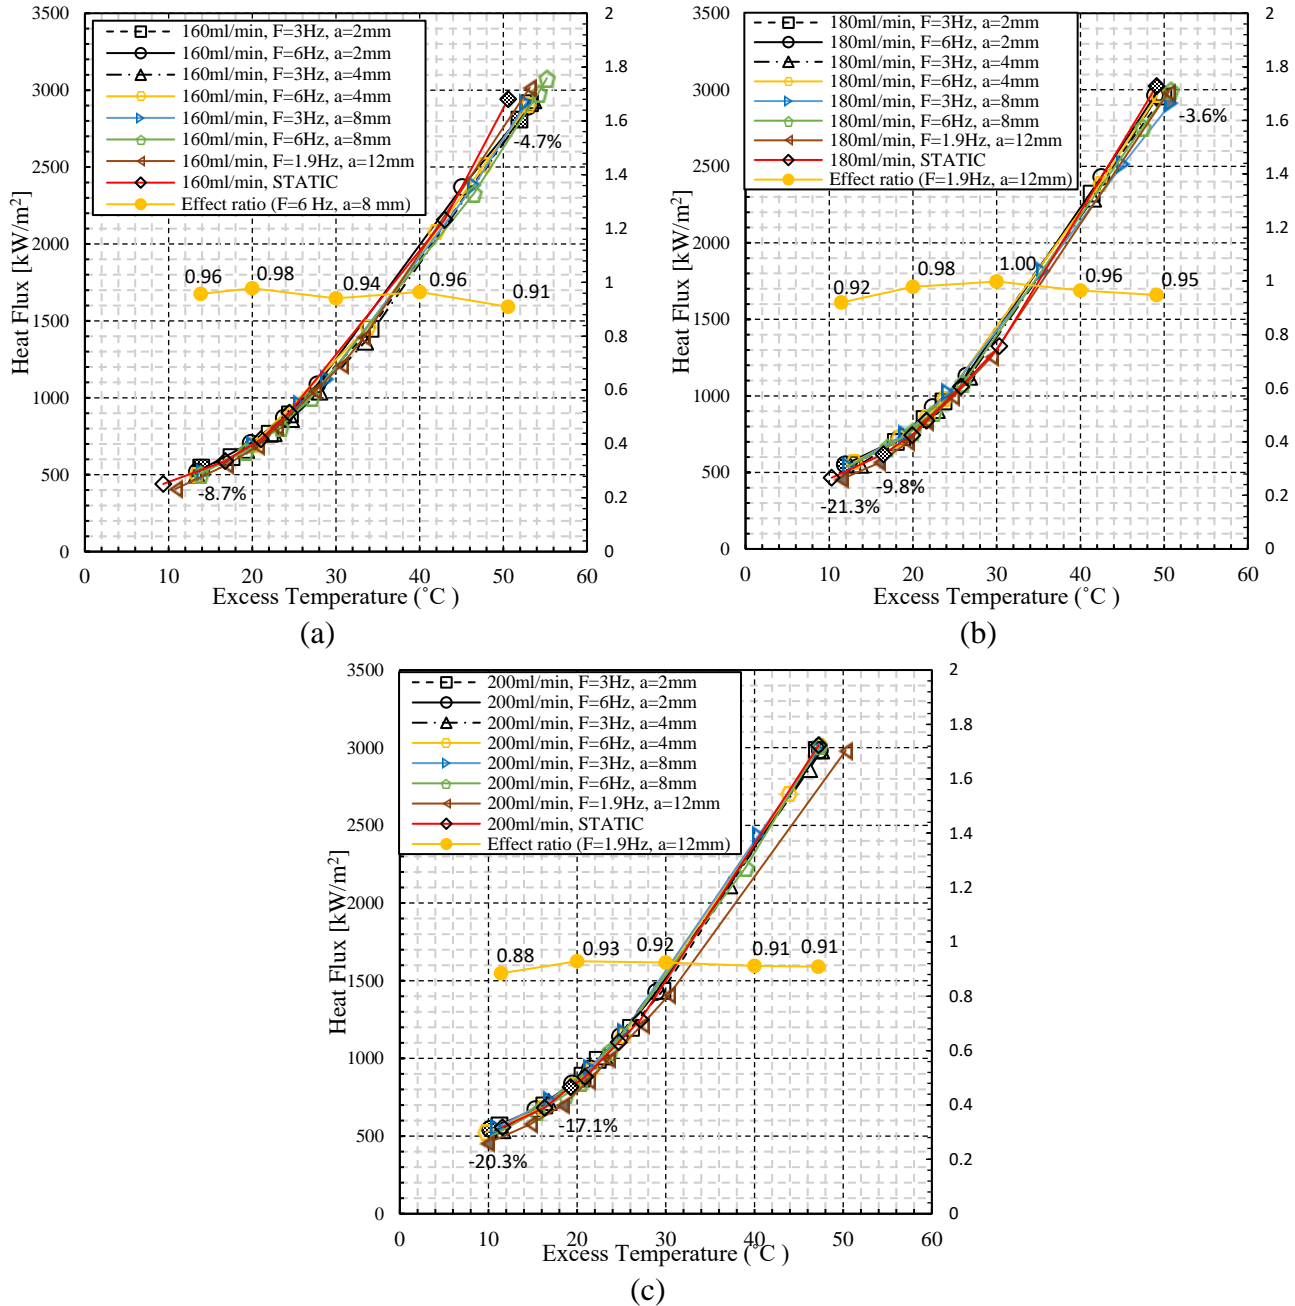 3500
3000
2500
2000
1500
1000
500
0
Heat Flux [kW/m²]
160ml/min, F=3Hz, a=2mm
160ml/min, F=6Hz, a=2mm
160ml/min, F=3Hz, a=4mm
160ml/min, F=6Hz, a=4mm
160ml/min, F=3Hz, a=8mm
160ml/min, F=6Hz, a=8mm
160ml/min, F=1.9Hz, a=12mm
160ml/min, STATIC
Effect ratio (F=6 Hz, a=8 mm)
-4.7%
0.96
0.98
0.94
0.96
0.91
-8.7%
2
1.8
1.6
1.4
1.2
1
0.8
0.6
0.4
0.2
0
0 10 20 30 40 50 60
Excess Temperature (˚C )
(a)
3500
3000
2500
2000
1500
1000
500
0
Heat Flux [kW/m²]
180ml/min, F=3Hz, a=2mm
180ml/min, F=6Hz, a=2mm
180ml/min, F=3Hz, a=4mm
180ml/min, F=6Hz, a=4mm
180ml/min, F=3Hz, a=8mm
180ml/min, F=6Hz, a=8mm
180ml/min, F=1.9Hz, a=12mm
180ml/min, STATIC
Effect ratio (F=1.9Hz, a=12mm)
-3.6%
0.92
0.98
1.00
0.96
0.95
-9.8%
-21.3%
2
1.8
1.6
1.4
1.2
1
0.8
0.6
0.4
0.2
0
0 10 20 30 40 50 60
Excess Temperature (˚C )
(b)
3500
3000
2500
2000
1500
1000
500
0
Heat Flux [kW/m²]
200ml/min, F=3Hz, a=2mm
200ml/min, F=6Hz, a=2mm
200ml/min, F=3Hz, a=4mm
200ml/min, F=6Hz, a=4mm
200ml/min, F=3Hz, a=8mm
200ml/min, F=6Hz, a=8mm
200ml/min, F=1.9Hz, a=12mm
200ml/min, STATIC
Effect ratio (F=1.9Hz, a=12mm)
0.88
0.93
0.92
0.91
0.91
-17.1%
-20.3%
2
1.8
1.6
1.4
1.2
1
0.8
0.6
0.4
0.2
0
0 10 20 30 40 50 60
Excess Temperature (˚C )
(c)